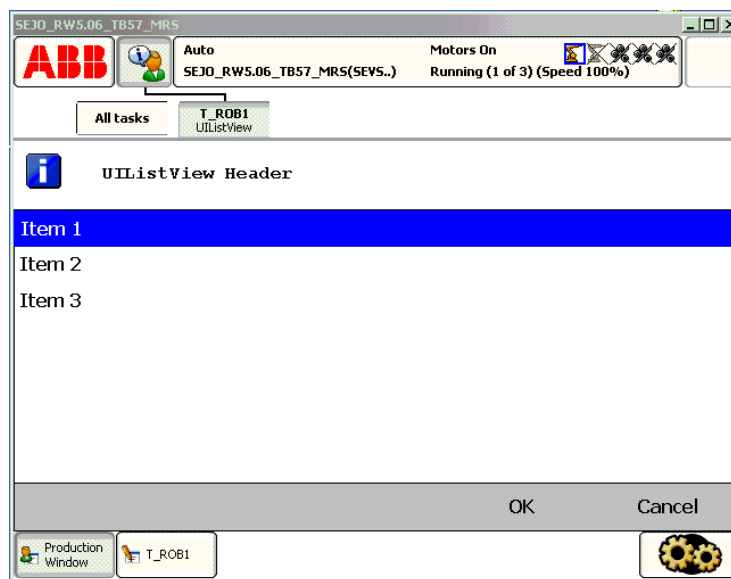 SEJO_RW5.06_TB57_MRS
ABB
Auto
SEJO_RW5.06_TB57_MRS(SEVS..)
Motors On
Running (1 of 3) (Speed 100%)
All tasks
T_ROB1
UIListView
i
UIListView Header
Item 1
Item 2
Item 3
OK
Cancel
Production
Window
T_ROB1